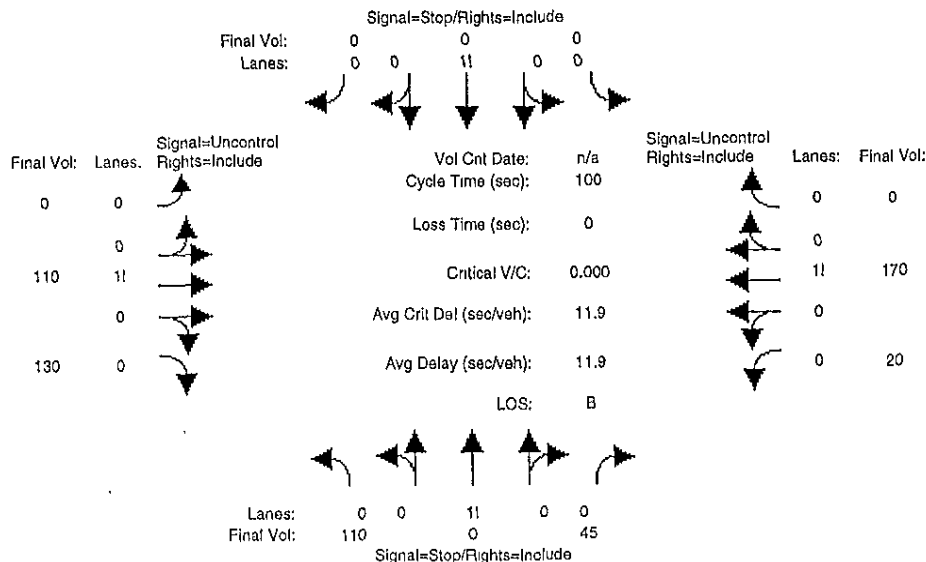 Signal=Stop/Rights=Include
Final Vol: 0 0 0
Lanes: 0 0 1! 0 0
Signal=Uncontrol
Final Vol: Lanes. Rights=Include
Vol Cnt Date: n/a
Signal=Uncontrol
Rights=Include Lanes: Final Vol:
Cycle Time (sec): 100
0 0
0 0
Loss Time (sec): 0
0
0
110 1!
Critical V/C: 0.000
1! 170
0
Avg Crit Del (sec/veh): 11.9
0
130 0
Avg Delay (sec/veh): 11.9
0 20
LOS: B
Lanes: 0 0 1! 0 0
Final Vol: 110 0 45
Signal=Stop/Rights=Include